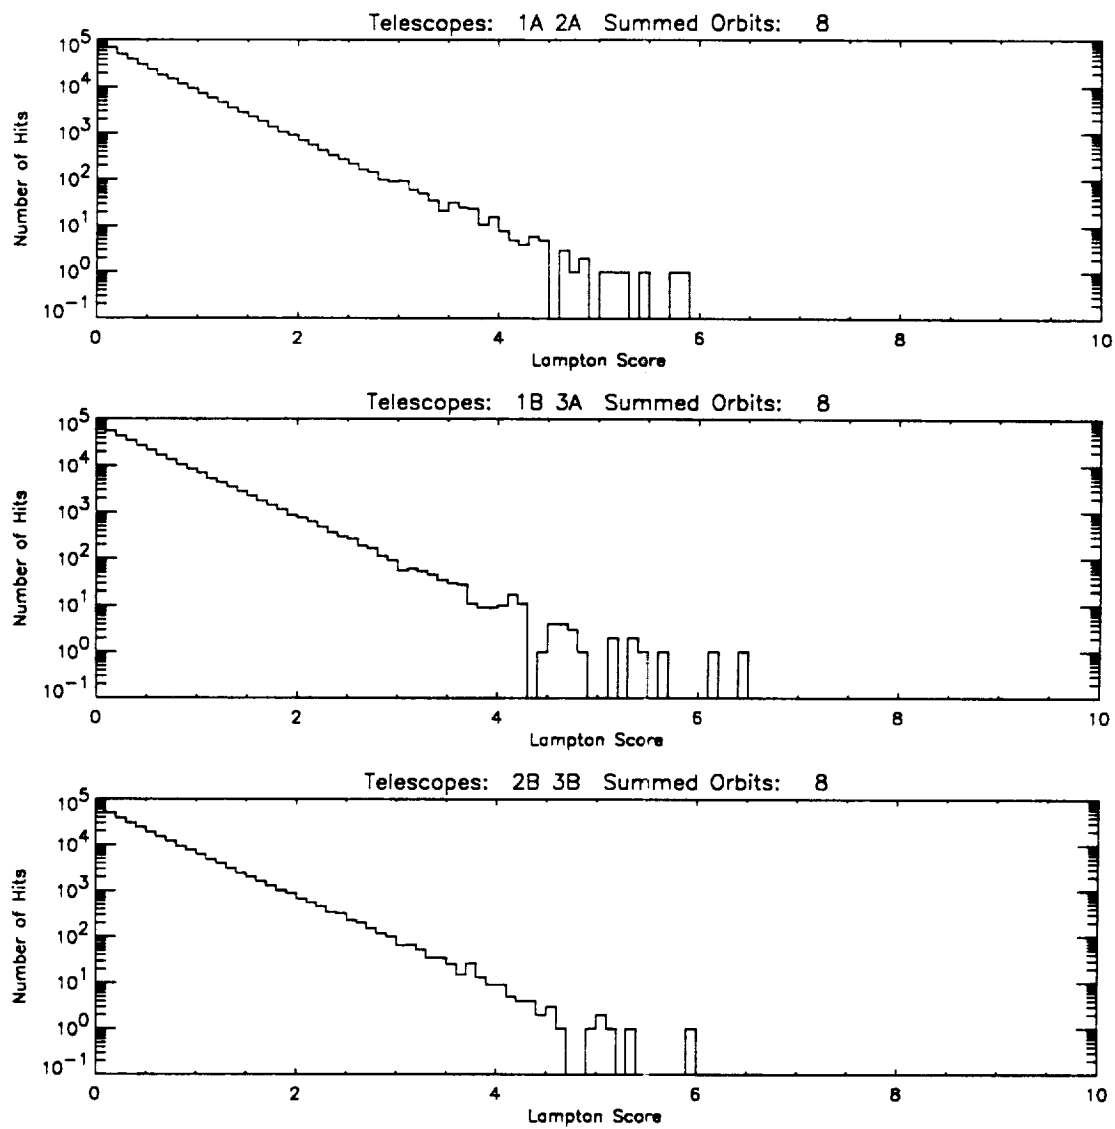 Telescopes: 1A 2A Summed Orbits: 8
10^5
10^4
10^3
10^2
10^1
10^0
10^-1
Number of Hits
0 2 4 6 8 10
Lampton Score
Telescopes: 1B 3A Summed Orbits: 8
10^5
10^4
10^3
10^2
10^1
10^0
10^-1
Number of Hits
0 2 4 6 8 10
Lampton Score
Telescopes: 2B 3B Summed Orbits: 8
10^5
10^4
10^3
10^2
10^1
10^0
10^-1
Number of Hits
0 2 4 6 8 10
Lampton Score